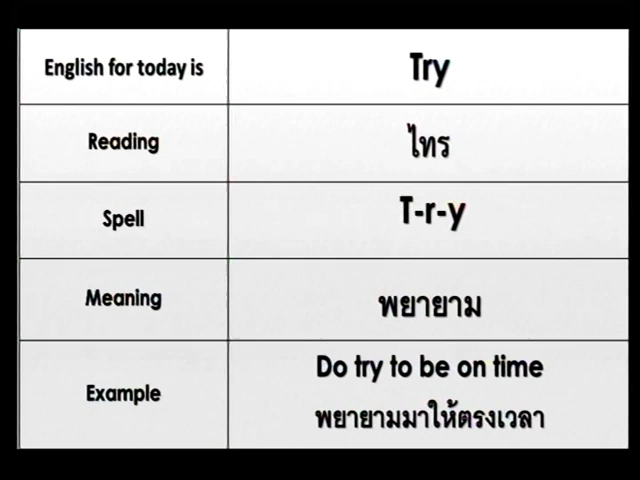 English for today is
Try
Reading
ไทร
Spell
T-r-y
Meaning
พยายาม
Example
Do try to be on time
พยายามมาให้ตรงเวลา